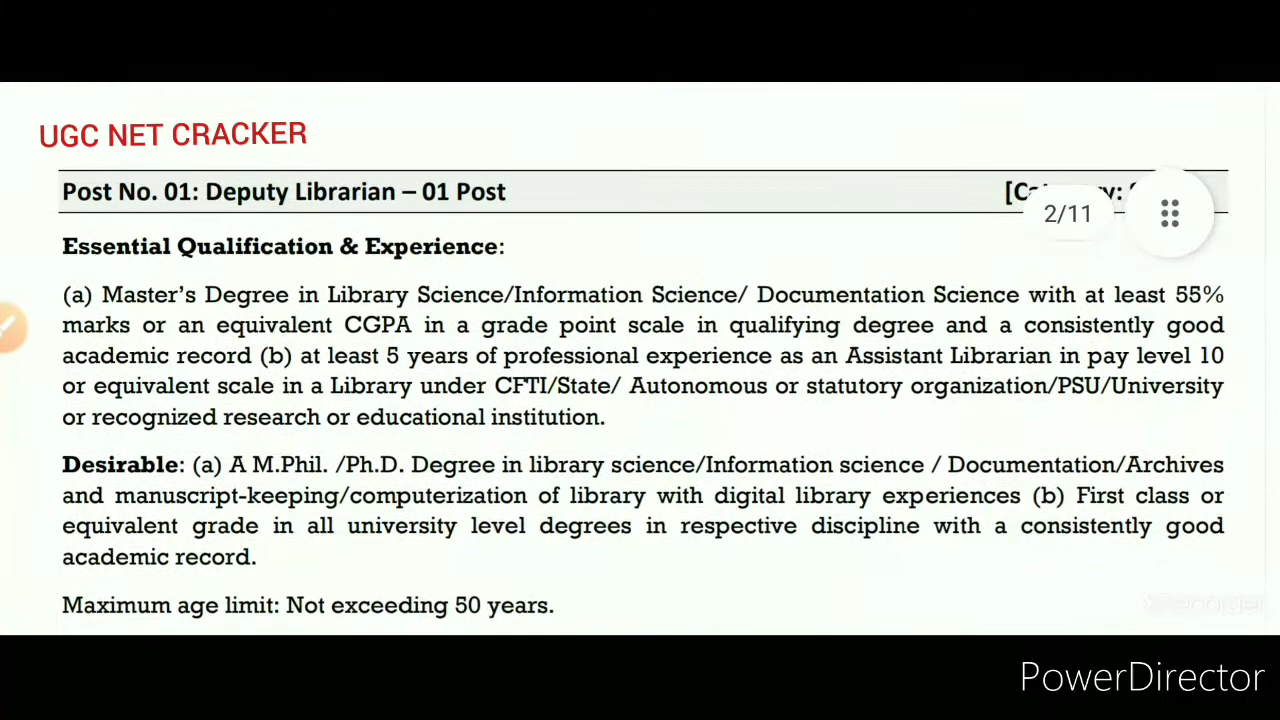 UGC NET CRACKER
Post No. 01: Deputy Librarian – 01 Post
2/11
Essential Qualification & Experience:
(a) Master’s Degree in Library Science/Information Science/ Documentation Science with at least 55%
marks or an equivalent CGPA in a grade point scale in qualifying degree and a consistently good
academic record (b) at least 5 years of professional experience as an Assistant Librarian in pay level 10
or equivalent scale in a Library under CFTI/State/ Autonomous or statutory organization/PSU/University
or recognized research or educational institution.
Desirable: (a) A M.Phil. /Ph.D. Degree in library science/Information science / Documentation/Archives
and manuscript-keeping/computerization of library with digital library experiences (b) First class or
equivalent grade in all university level degrees in respective discipline with a consistently good
academic record.
Maximum age limit: Not exceeding 50 years.
PowerDirector